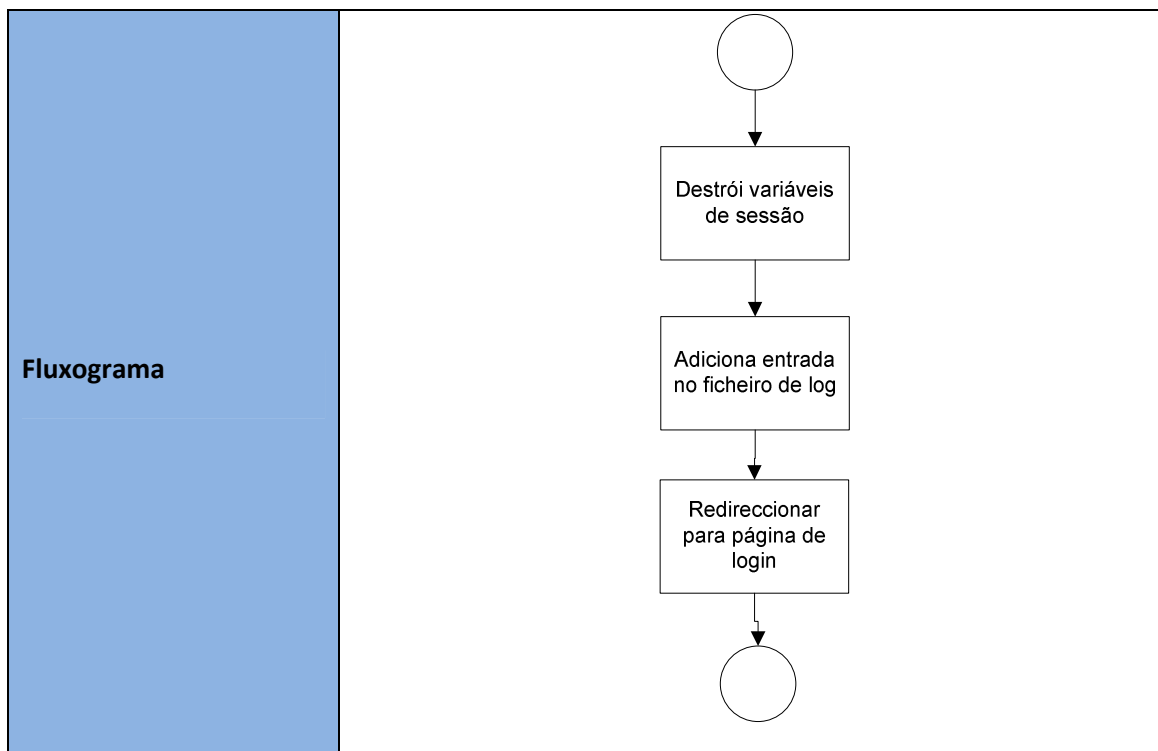 Fluxograma
Destrói variáveis
de sessão
Adiciona entrada
no ficheiro de log
Redireccionar
para página de
login